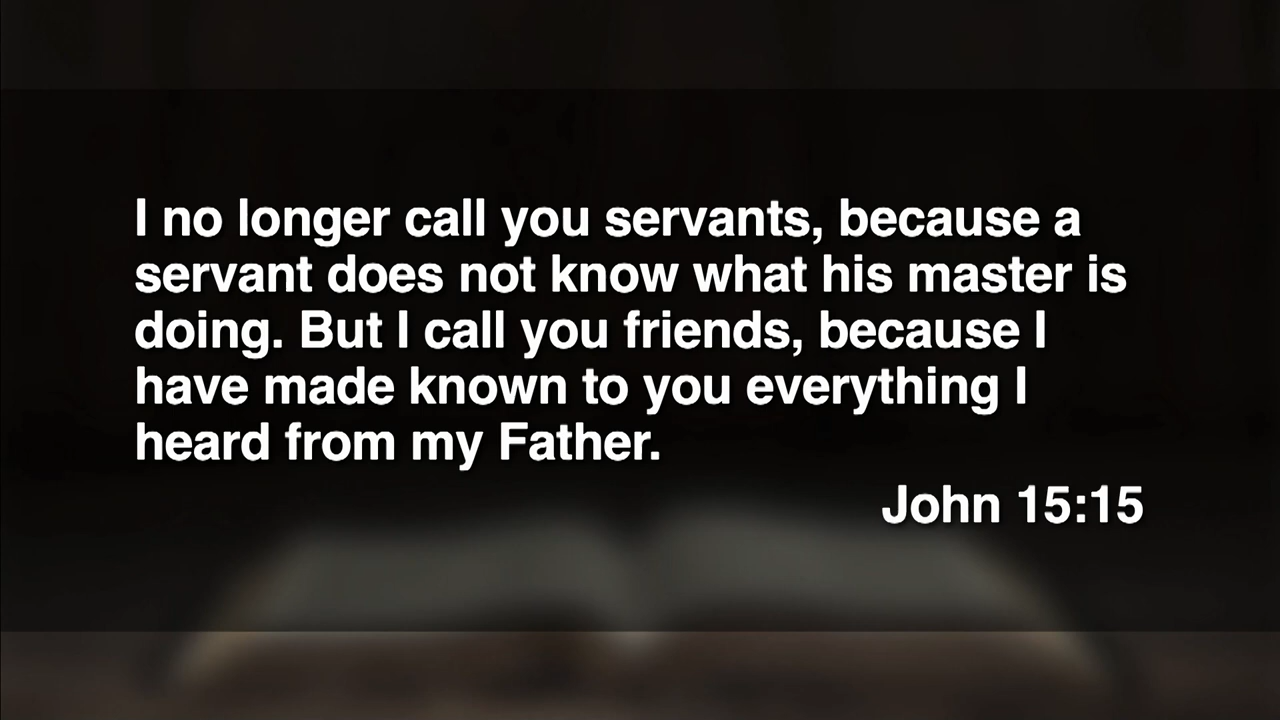 I no longer call you servants, because a
servant does not know what his master is
doing. But I call you friends, because I
have made known to you everything I
heard from my Father.
John 15:15